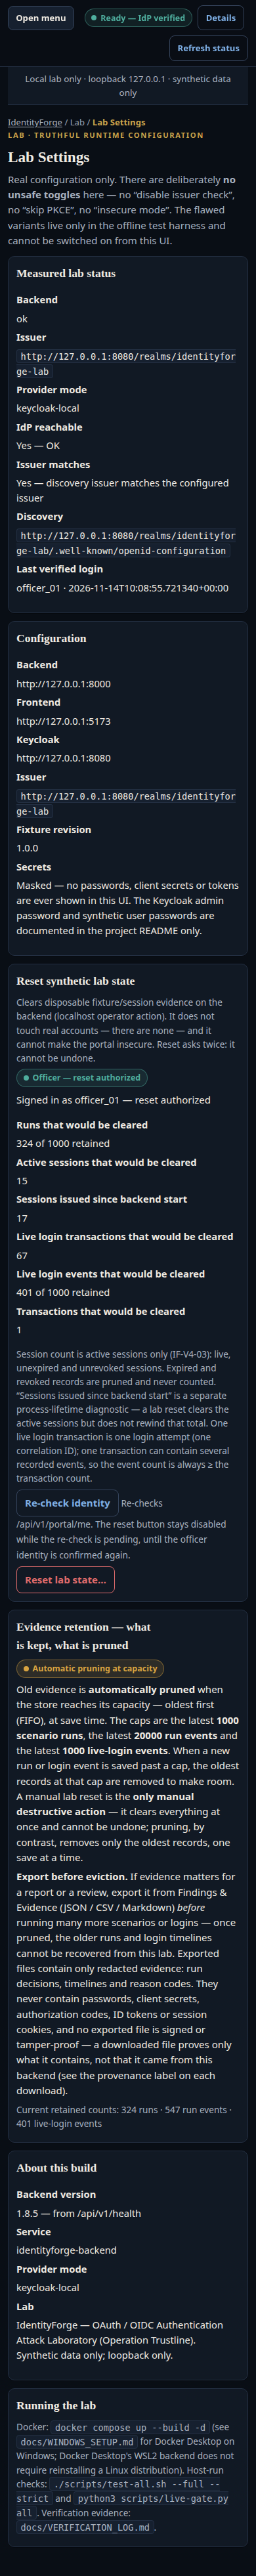 Open menu
Ready — IdP verified
Details
Refresh status
Local lab only · loopback 127.0.0.1 · synthetic data
only
IdentityForge / Lab / Lab Settings
LAB · TRUTHFUL RUNTIME CONFIGURATION
Lab Settings
Real configuration only. There are deliberately no
unsafe toggles here — no “disable issuer check”,
no “skip PKCE”, no “insecure mode”. The flawed
variants live only in the offline test harness and
cannot be switched on from this UI.
Measured lab status
Backend
ok
Issuer
http://127.0.0.1:8080/realms/identityfor
ge-lab
Provider mode
keycloak-local
IdP reachable
Yes — OK
Issuer matches
Yes — discovery issuer matches the configured
issuer
Discovery
http://127.0.0.1:8080/realms/identityfor
ge-lab/.well-known/openid-configuration
Last verified login
officer_01 · 2026-11-14T10:08:55.721340+00:00
Configuration
Backend
http://127.0.0.1:8000
Frontend
http://127.0.0.1:5173
Keycloak
http://127.0.0.1:8080
Issuer
http://127.0.0.1:8080/realms/identityfor
ge-lab
Fixture revision
1.0.0
Secrets
Masked — no passwords, client secrets or tokens
are ever shown in this UI. The Keycloak admin
password and synthetic user passwords are
documented in the project README only.
Reset synthetic lab state
Clears disposable fixture/session evidence on the
backend (localhost operator action). It does not
touch real accounts — there are none — and it
cannot make the portal insecure. Reset asks twice: it
cannot be undone.
Officer — reset authorized
Signed in as officer_01 — reset authorized
Runs that would be cleared
324 of 1000 retained
Active sessions that would be cleared
15
Sessions issued since backend start
17
Live login transactions that would be cleared
67
Live login events that would be cleared
401 of 1000 retained
Transactions that would be cleared
1
Session count is active sessions only (IF-V4-03): live,
unexpired and unrevoked sessions. Expired and
revoked records are pruned and never counted.
“Sessions issued since backend start” is a separate
process-lifetime diagnostic — a lab reset clears the
active sessions but does not rewind that total. One
live login transaction is one login attempt (one
correlation ID); one transaction can contain several
recorded events, so the event count is always ≥ the
transaction count.
Re-check identity Re-checks
/api/v1/portal/me. The reset button stays disabled
while the re-check is pending, until the officer
identity is confirmed again.
Reset lab state...
Evidence retention — what
is kept, what is pruned
Automatic pruning at capacity
Old evidence is automatically pruned when
the store reaches its capacity — oldest first
(FIFO), at save time. The caps are the latest 1000
scenario runs, the latest 20000 run events and
the latest 1000 live-login events. When a new
run or login event is saved past a cap, the oldest
records at that cap are removed to make room.
A manual lab reset is the only manual
destructive action — it clears everything at
once and cannot be undone; pruning, by
contrast, removes only the oldest records, one
save at a time.
Export before eviction. If evidence matters for
a report or a review, export it from Findings &
Evidence (JSON / CSV / Markdown) before
running many more scenarios or logins — once
pruned, the older runs and login timelines
cannot be recovered from this lab. Exported
files contain only redacted evidence: run
decisions, timelines and reason codes. They
never contain passwords, client secrets,
authorization codes, ID tokens or session
cookies, and no exported file is signed or
tamper-proof — a downloaded file proves only
what it contains, not that it came from this
backend (see the provenance label on each
download).
Current retained counts: 324 runs · 547 run events ·
401 live-login events
About this build
Backend version
1.8.5 — from /api/v1/health
Service
identityforge-backend
Provider mode
keycloak-local
Lab
IdentityForge — OAuth / OIDC Authentication
Attack Laboratory (Operation Trustline).
Synthetic data only; loopback only.
Running the lab
Docker: docker compose up --build -d (see
docs/WINDOWS_SETUP.md for Docker Desktop on
Windows; Docker Desktop’s WSL2 backend does not
require reinstalling a Linux distribution). Host-run
checks: ./scripts/test-all.sh --full --
strict and python3 scripts/live-gate.py
all . Verification evidence:
docs/VERIFICATION_LOG.md .